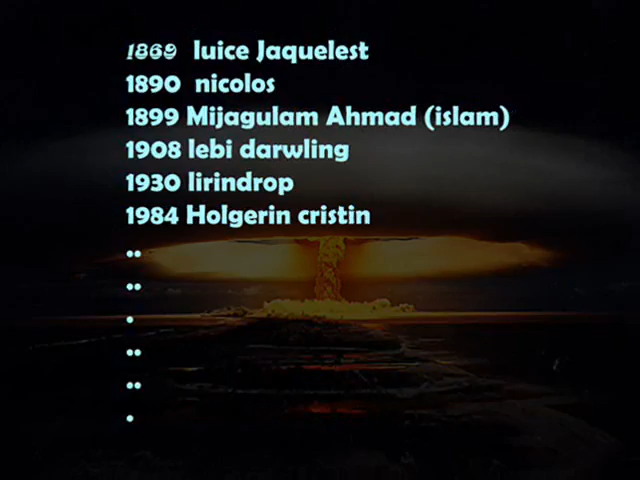 1869 luice Jaquelest
1890 nicolos
1899 Mijagulam Ahmad (islam)
1908 lebi darwling
1930 lirindrop
1984 Holgerin cristin
..
..
.
..
..
.